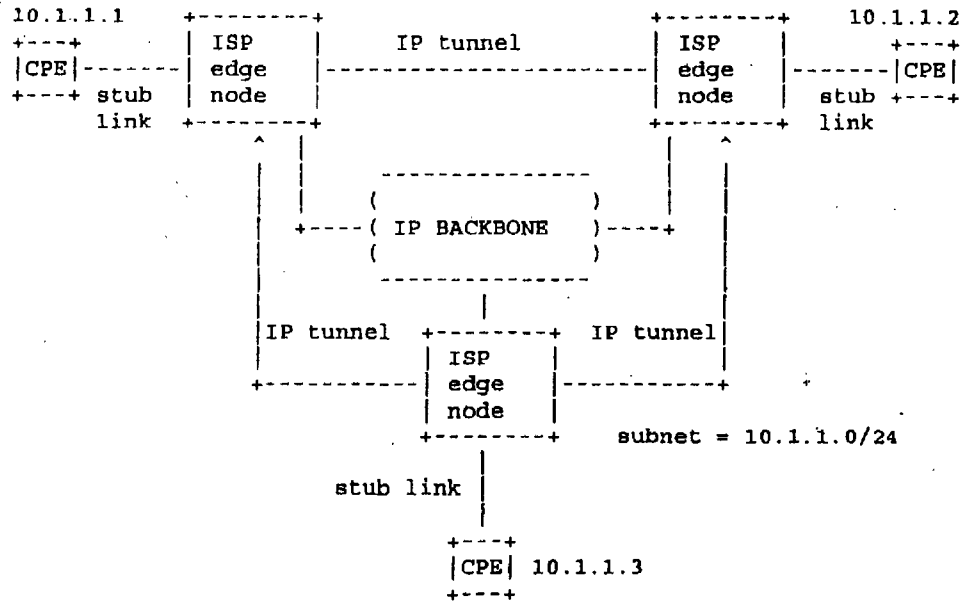 10.1.1.1 10.1.1.2
ISP IP tunnel ISP
CPE edge edge CPE
stub node node stub
link link
IP BACKBONE
IP tunnel IP tunnel
ISP
edge
node
subnet = 10.1.1.0/24
stub link
CPE 10.1.1.3